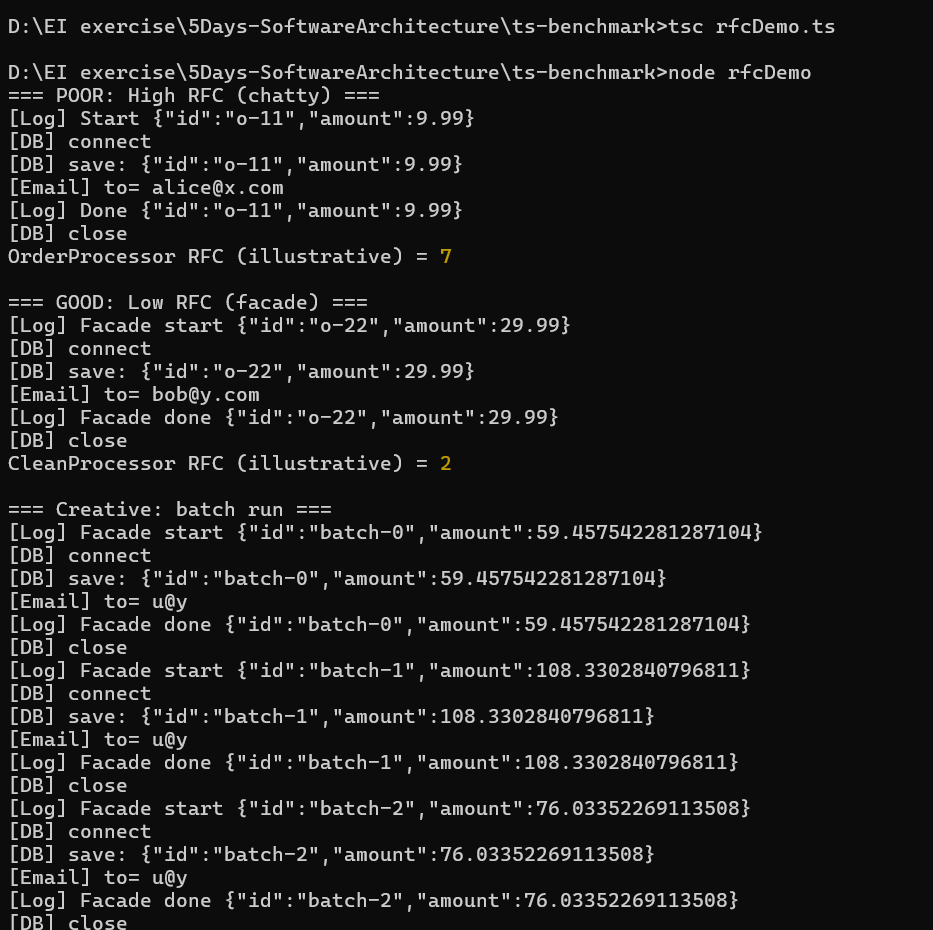 D:\EI exercise\5Days-SoftwareArchitecture\ts-benchmark>tsc rfcDemo.ts
D:\EI exercise\5Days-SoftwareArchitecture\ts-benchmark>node rfcDemo
=== POOR: High RFC (chatty) ===
[Log] Start {"id":"o-11","amount":9.99}
[DB] connect
[DB] save: {"id":"o-11","amount":9.99}
[Email] to= alice@x.com
[Log] Done {"id":"o-11","amount":9.99}
[DB] close
OrderProcessor RFC (illustrative) = 7
=== GOOD: Low RFC (facade) ===
[Log] Facade start {"id":"o-22","amount":29.99}
[DB] connect
[DB] save: {"id":"o-22","amount":29.99}
[Email] to= bob@y.com
[Log] Facade done {"id":"o-22","amount":29.99}
[DB] close
CleanProcessor RFC (illustrative) = 2
=== Creative: batch run ===
[Log] Facade start {"id":"batch-0","amount":59.457542281287104}
[DB] connect
[DB] save: {"id":"batch-0","amount":59.457542281287104}
[Email] to= u@y
[Log] Facade done {"id":"batch-0","amount":59.457542281287104}
[DB] close
[Log] Facade start {"id":"batch-1","amount":108.3302840796811}
[DB] connect
[DB] save: {"id":"batch-1","amount":108.3302840796811}
[Email] to= u@y
[Log] Facade done {"id":"batch-1","amount":108.3302840796811}
[DB] close
[Log] Facade start {"id":"batch-2","amount":76.03352269113508}
[DB] connect
[DB] save: {"id":"batch-2","amount":76.03352269113508}
[Email] to= u@y
[Log] Facade done {"id":"batch-2","amount":76.03352269113508}
[DB] close